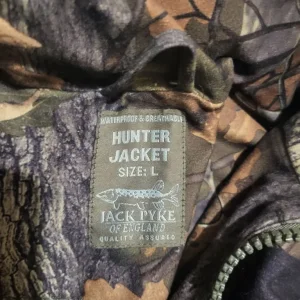 WATERPROOF & BREATHABLE
HUNTER
JACKET
SIZE: L
JACK PYKE
OF ENGLAND
QUALITY ASSURED